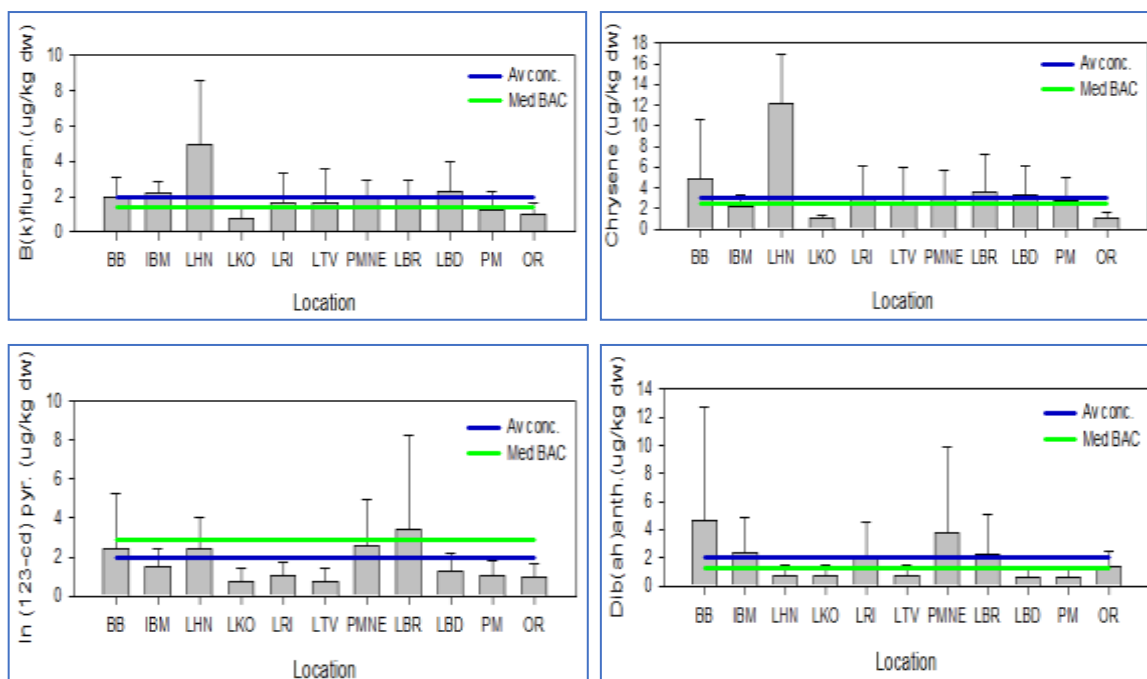 B(k)fluoran.(ug/kg dw)
10
8
6
4
2
0
Av conc.
Med BAC
BB IBM LHN LKO LRI LTV PMNE LBR LBD PM OR
Location
Chrysene (ug/kg dw)
18
16
14
12
10
8
6
4
2
0
Av conc.
Med BAC
BB IBM LHN LKO LRI LTV PMNE LBR LBD PM OR
Location
In (123-cd) pyr. (ug/kg dw)
10
8
6
4
2
0
Av conc.
Med BAC
BB IBM LHN LKO LRI LTV PMNE LBR LBD PM OR
Location
Dib(ah)anth.(ug/kg dw)
14
12
10
8
6
4
2
0
Av conc.
Med BAC
BB IBM LHN LKO LRI LTV PMNE LBR LBD PM OR
Location